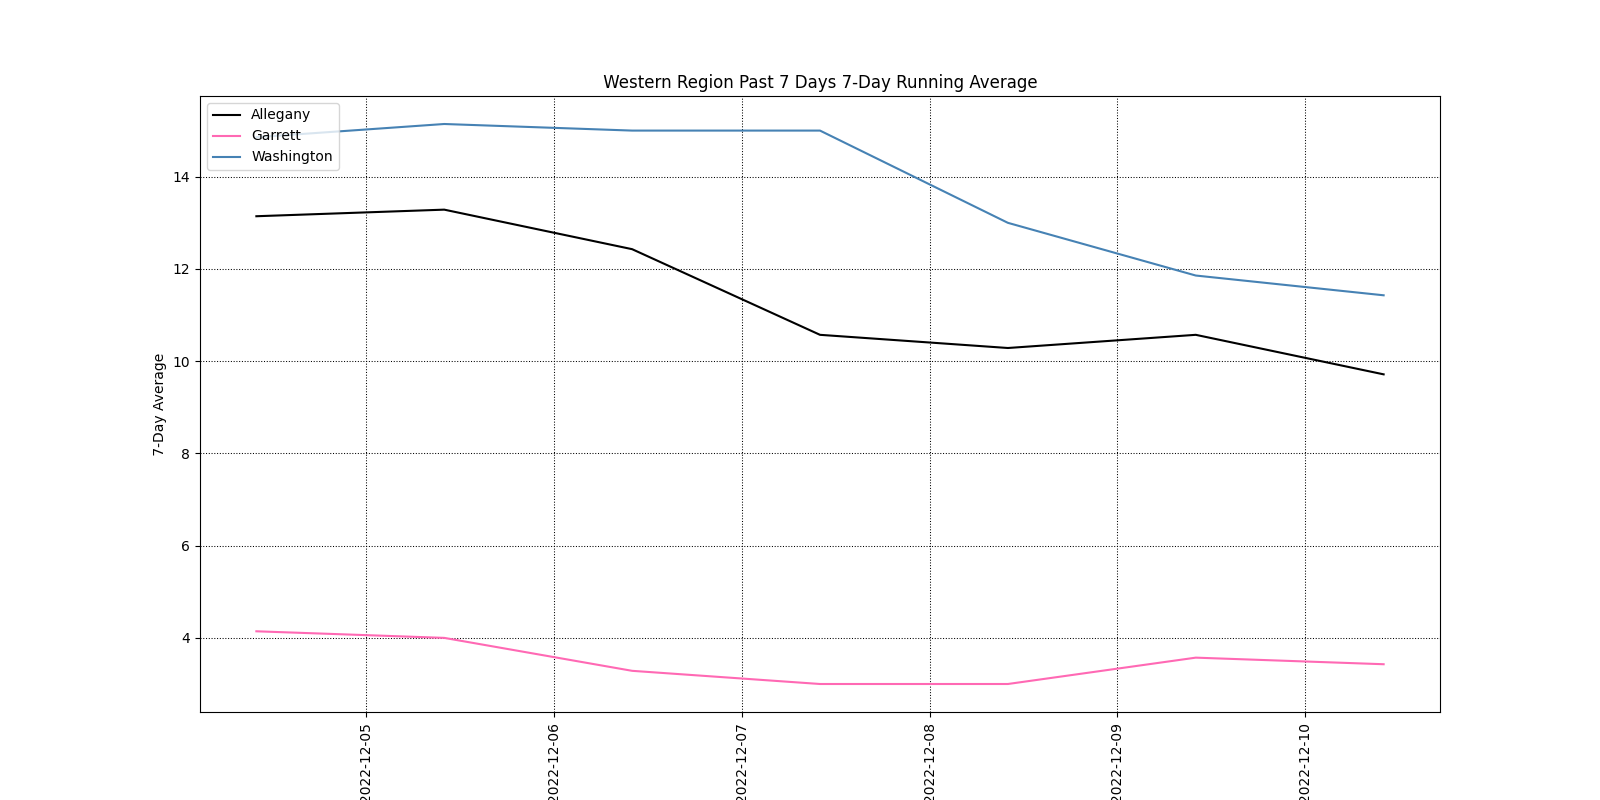 Western Region Past 7 Days 7-Day Running Average
Allegany
Garrett
Washington
14
12
10
8
6
4
7-Day Average
2022-12-05
2022-12-06
2022-12-07
2022-12-08
2022-12-09
2022-12-10